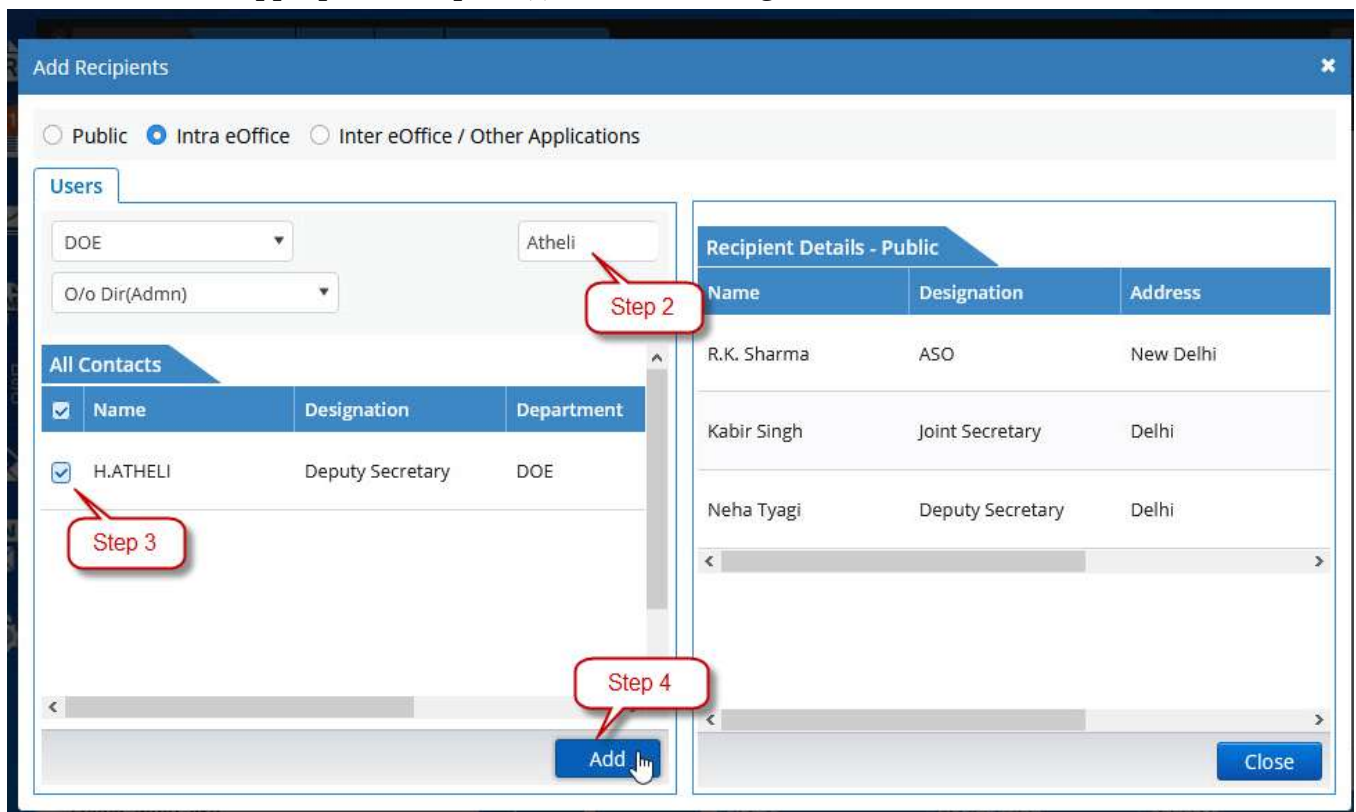 Add Recipients
Public Intra eOffice Inter eOffice / Other Applications
Users
DOE
Atheli
O/o Dir(Admn)
Step 2
All Contacts
Name Designation Department
H.ATHELI Deputy Secretary DOE
Step 3
Step 4
Add
Recipient Details - Public
Name Designation Address
R.K. Sharma ASO New Delhi
Kabir Singh Joint Secretary Delhi
Neha Tyagi Deputy Secretary Delhi
Close